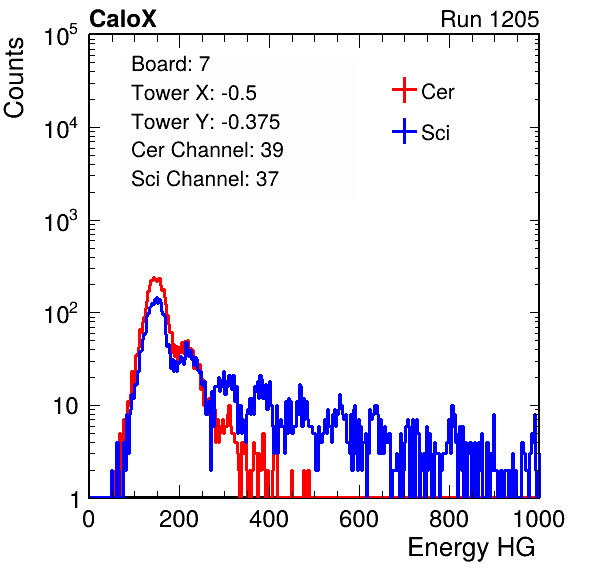 CaloX Run 1205
Counts
Board: 7
Tower X: -0.5
Tower Y: -0.375
Cer Channel: 39
Sci Channel: 37
Cer
Sci
10^5
10^4
10^3
10^2
10
1
0 200 400 600 800 1000
Energy HG